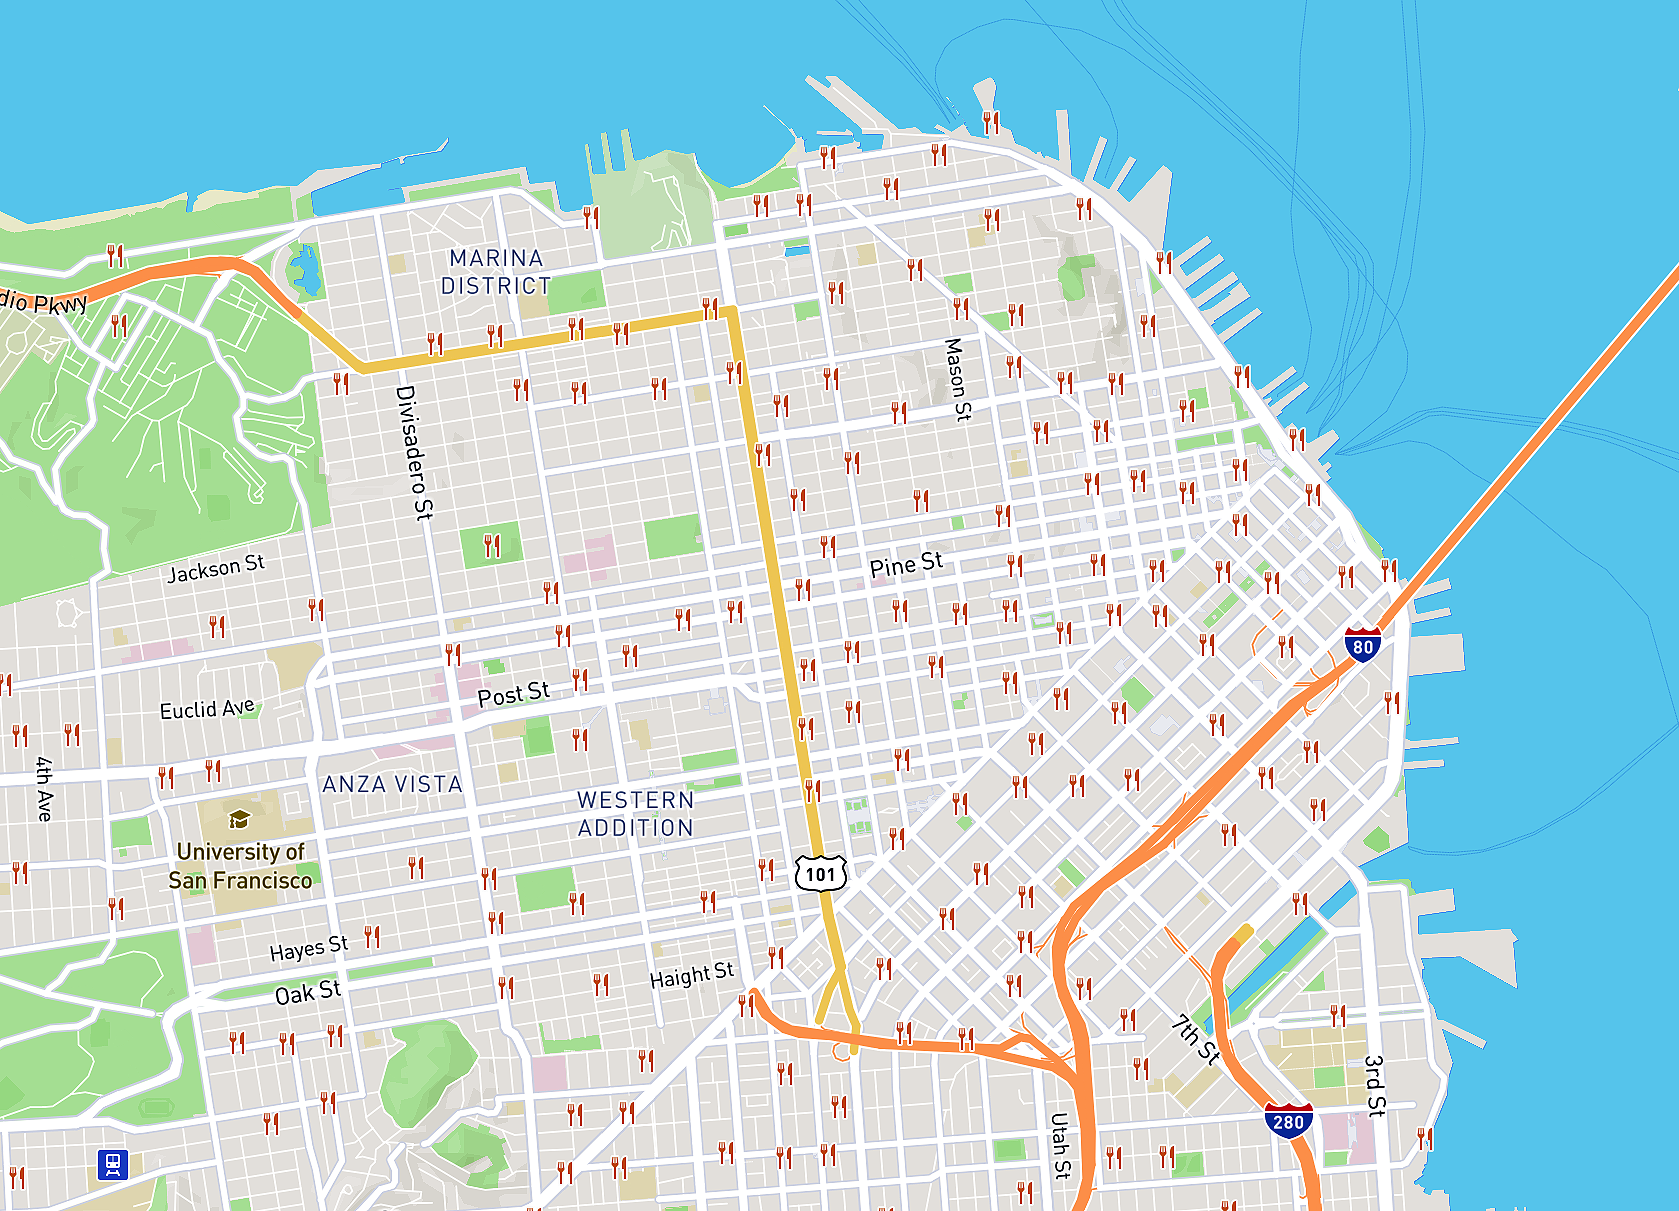 MARINA
DISTRICT
dio Pkwy
Mason St
Divisadero St
Jackson St
Pine St
80
Post St
Euclid Ave
4th Ave
ANZA VISTA
WESTERN
ADDITION
University of
San Francisco
101
Hayes St
Haight St
Oak St
7th St
3rd St
280
Utah St